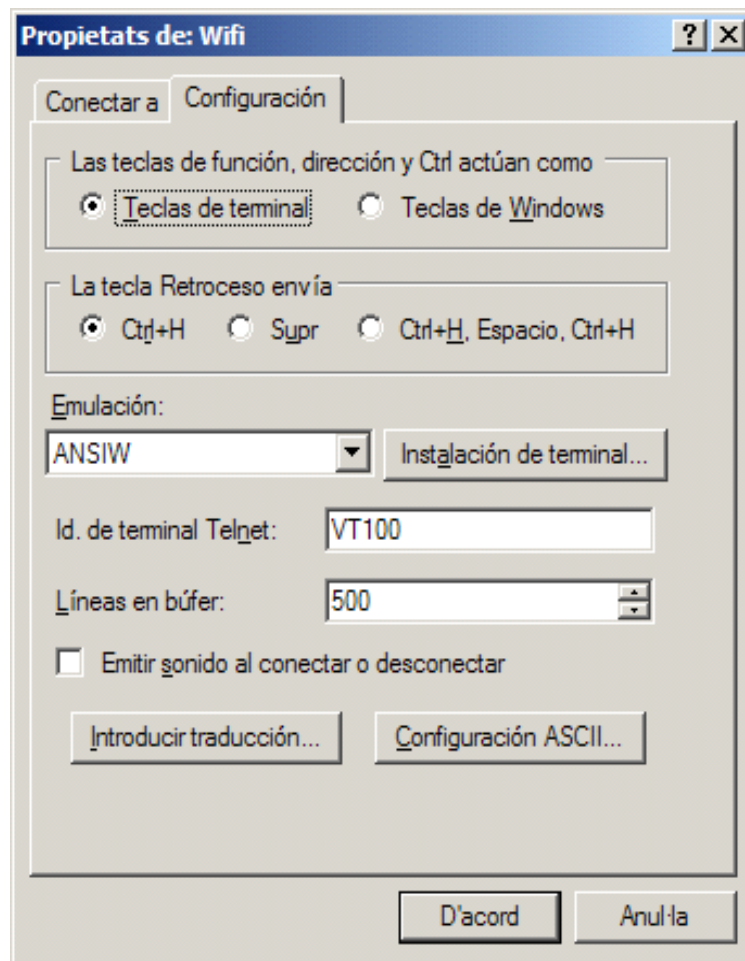 Propietats de: Wifi
Conectar a
Configuración
Las teclas de función, dirección y Ctrl actúan como
Teclas de terminal
Teclas de Windows
La tecla Retroceso envía
Ctrl+H
Supr
Ctrl+H, Espacio, Ctrl+H
Emulación:
ANSIW
Instalación de terminal...
Id. de terminal Telnet:
VT100
Líneas en búfer:
500
Emitir sonido al conectar o desconectar
Introducir traducción...
Configuración ASCII...
D'acord
Anul·la